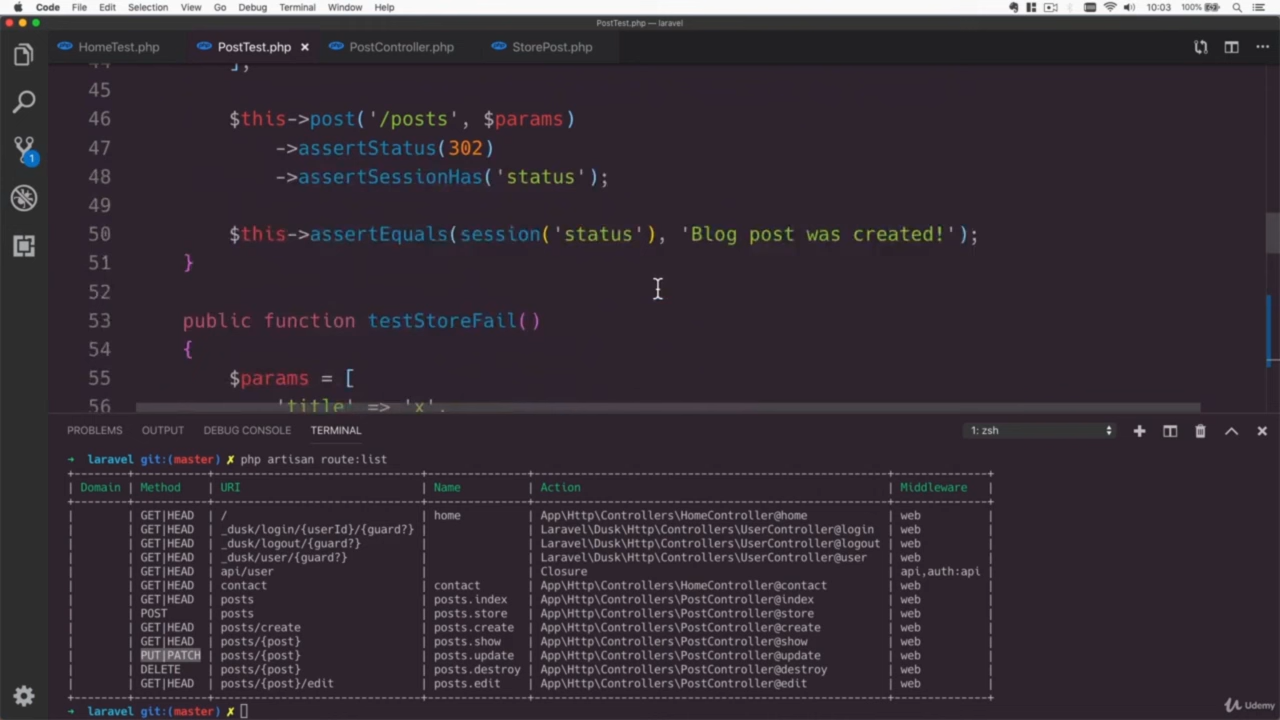 Code File Edit Selection View Go Debug Terminal Window Help 10:03 100%
PostTest.php — laravel
HomeTest.php PostTest.php × PostController.php StorePost.php
44 ];
45
46 $this->post('/posts', $params)
47 ->assertStatus(302)
48 ->assertSessionHas('status');
49
50 $this->assertEquals(session('status'), 'Blog post was created!');
51 }
52
53 public function testStoreFail()
54 {
55 $params = [
56 'title' => 'x',
1
PROBLEMS OUTPUT DEBUG CONSOLE TERMINAL 1: zsh
→ laravel git:(master) ✗ php artisan route:list
| Domain | Method | URI | Name | Action | Middleware |
| | GET|HEAD | / | home | App\Http\Controllers\HomeController@home | web |
| | GET|HEAD | _dusk/login/{userId}/{guard?} | | Laravel\Dusk\Http\Controllers\UserController@login | web |
| | GET|HEAD | _dusk/logout/{guard?} | | Laravel\Dusk\Http\Controllers\UserController@logout | web |
| | GET|HEAD | _dusk/user/{guard?} | | Laravel\Dusk\Http\Controllers\UserController@user | web |
| | GET|HEAD | api/user | | Closure | api,auth:api |
| | GET|HEAD | contact | contact | App\Http\Controllers\HomeController@contact | web |
| | GET|HEAD | posts | posts.index | App\Http\Controllers\PostController@index | web |
| | POST | posts | posts.store | App\Http\Controllers\PostController@store | web |
| | GET|HEAD | posts/create | posts.create | App\Http\Controllers\PostController@create | web |
| | GET|HEAD | posts/{post} | posts.show | App\Http\Controllers\PostController@show | web |
| | PUT|PATCH | posts/{post} | posts.update | App\Http\Controllers\PostController@update | web |
| | DELETE | posts/{post} | posts.destroy | App\Http\Controllers\PostController@destroy | web |
| | GET|HEAD | posts/{post}/edit | posts.edit | App\Http\Controllers\PostController@edit | web |
→ laravel git:(master) ✗
Udemy